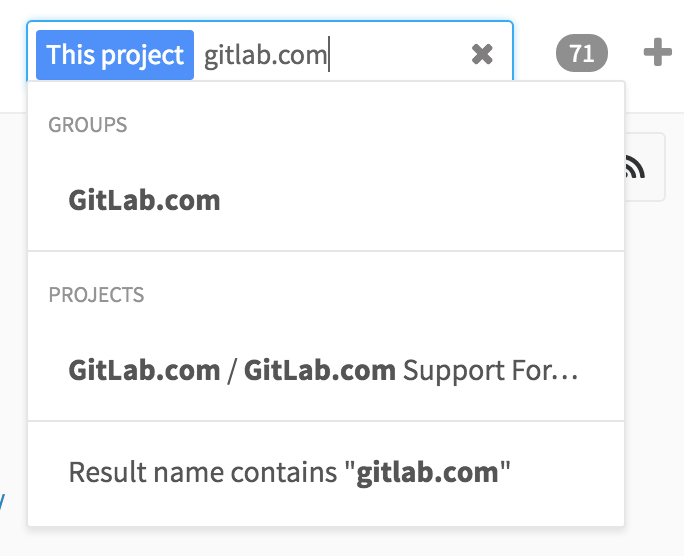 This project gitlab.com 71
GROUPS
GitLab.com
PROJECTS
GitLab.com / GitLab.com Support For...
Result name contains "gitlab.com"
/